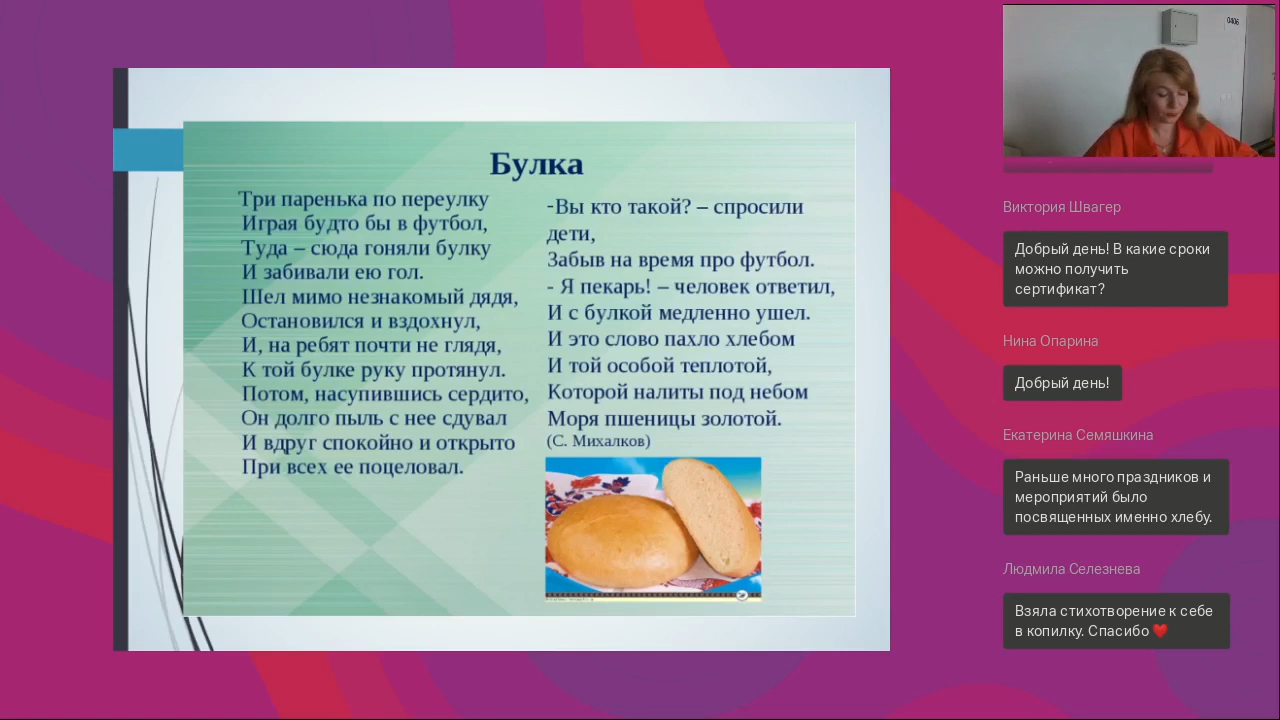 Булка
Три паренька по переулку
Играя будто бы в футбол,
Туда – сюда гоняли булку
И забивали ею гол.
Шел мимо незнакомый дядя,
Остановился и вздохнул,
И, на ребят почти не глядя,
К той булке руку протянул.
Потом, насупившись сердито,
Он долго пыль с нее сдувал
И вдруг спокойно и открыто
При всех ее поцеловал.
-Вы кто такой? – спросили
дети,
Забыв на время про футбол.
- Я пекарь! – человек ответил,
И с булкой медленно ушел.
И это слово пахло хлебом
И той особой теплотой,
Которой налиты под небом
Моря пшеницы золотой.
(С. Михалков)
0406
Виктория Швагер
Добрый день! В какие сроки
можно получить
сертификат?
Нина Опарина
Добрый день!
Екатерина Семяшкина
Раньше много праздников и
мероприятий было
посвященных именно хлебу.
Людмила Селезнева
Взяла стихотворение к себе
в копилку. Спасибо ❤️